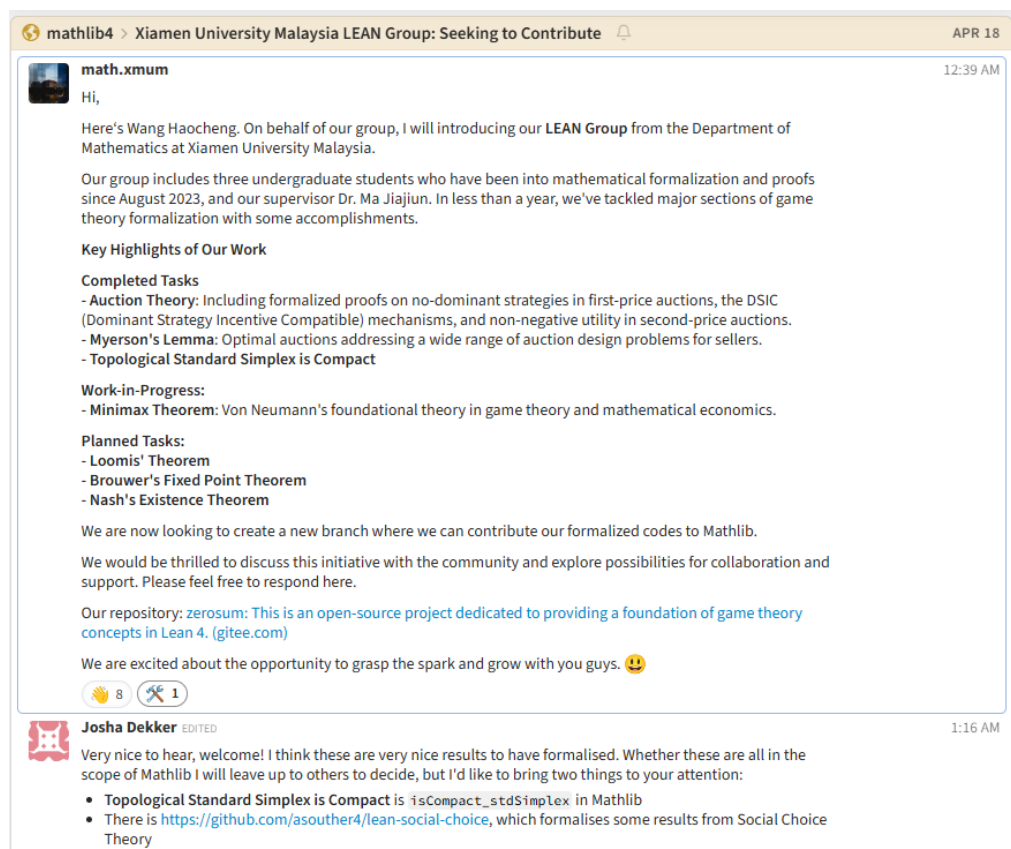 mathlib4 > Xiamen University Malaysia LEAN Group: Seeking to Contribute APR 18
math.xmum 12:39 AM
Hi,
Here's Wang Haocheng. On behalf of our group, I will introducing our LEAN Group from the Department of
Mathematics at Xiamen University Malaysia.
Our group includes three undergraduate students who have been into mathematical formalization and proofs
since August 2023, and our supervisor Dr. Ma Jiajiun. In less than a year, we've tackled major sections of game
theory formalization with some accomplishments.
Key Highlights of Our Work
Completed Tasks
- Auction Theory: Including formalized proofs on no-dominant strategies in first-price auctions, the DSIC
(Dominant Strategy Incentive Compatible) mechanisms, and non-negative utility in second-price auctions.
- Myerson's Lemma: Optimal auctions addressing a wide range of auction design problems for sellers.
- Topological Standard Simplex is Compact
Work-in-Progress:
- Minimax Theorem: Von Neumann's foundational theory in game theory and mathematical economics.
Planned Tasks:
- Loomis' Theorem
- Brouwer's Fixed Point Theorem
- Nash's Existence Theorem
We are now looking to create a new branch where we can contribute our formalized codes to Mathlib.
We would be thrilled to discuss this initiative with the community and explore possibilities for collaboration and
support. Please feel free to respond here.
Our repository: zerosum: This is an open-source project dedicated to providing a foundation of game theory
concepts in Lean 4. (gitee.com)
We are excited about the opportunity to grasp the spark and grow with you guys. 😃
👋 8 🛠 1
Josha Dekker EDITED 1:16 AM
Very nice to hear, welcome! I think these are very nice results to have formalised. Whether these are all in the
scope of Mathlib I will leave up to others to decide, but I'd like to bring two things to your attention:
• Topological Standard Simplex is Compact is isCompact_stdSimplex in Mathlib
• There is https://github.com/asouther4/lean-social-choice, which formalises some results from Social Choice
Theory